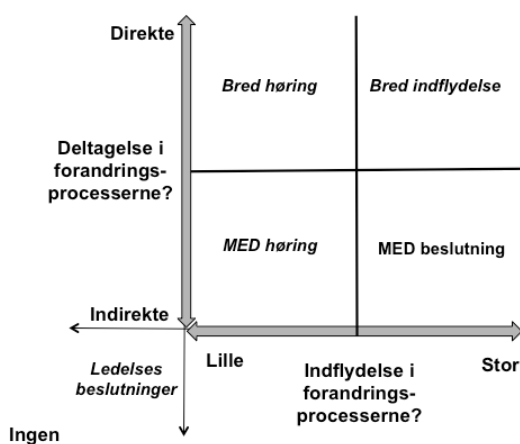 Direkte
Bred høring
Bred indflydelse
Deltagelse i
forandrings-
processerne?
MED høring
MED beslutning
Indirekte
Ledelses
beslutninger
Lille
Indflydelse i
forandrings-
processerne?
Stor
Ingen